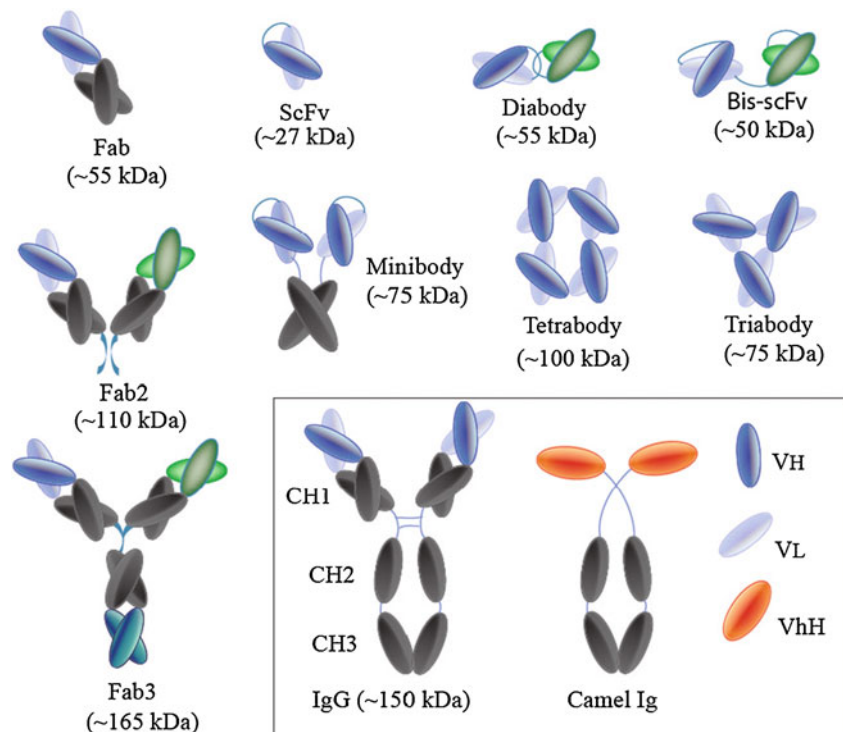 Fab
(~55 kDa)
ScFv
(~27 kDa)
Diabody
(~55 kDa)
Bis-scFv
(~50 kDa)
Fab2
(~110 kDa)
Minibody
(~75 kDa)
Tetrabody
(~100 kDa)
Triabody
(~75 kDa)
Fab3
(~165 kDa)
CH1
CH2
CH3
IgG (~150 kDa)
Camel Ig
VH
VL
VhH